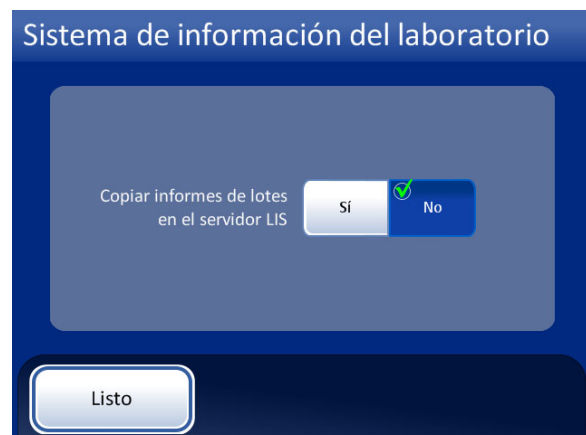 Sistema de información del laboratorio
Copiar informes de lotes
en el servidor LIS
Sí
No
Listo